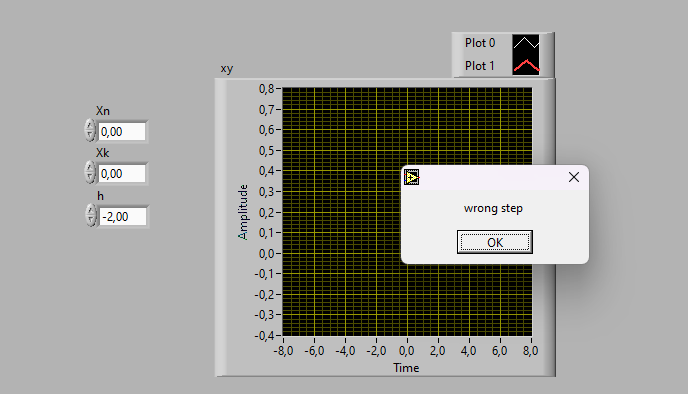 Plot 0
Plot 1
xy
Xn
0,00
Xk
0,00
h
-2,00
Amplitude
0,8
0,7
0,6
0,5
0,4
0,3
0,2
0,1
0,0
-0,1
-0,2
-0,3
-0,4
-8,0 -6,0 -4,0 -2,0 0,0 2,0 4,0 6,0 8,0
Time
wrong step
OK